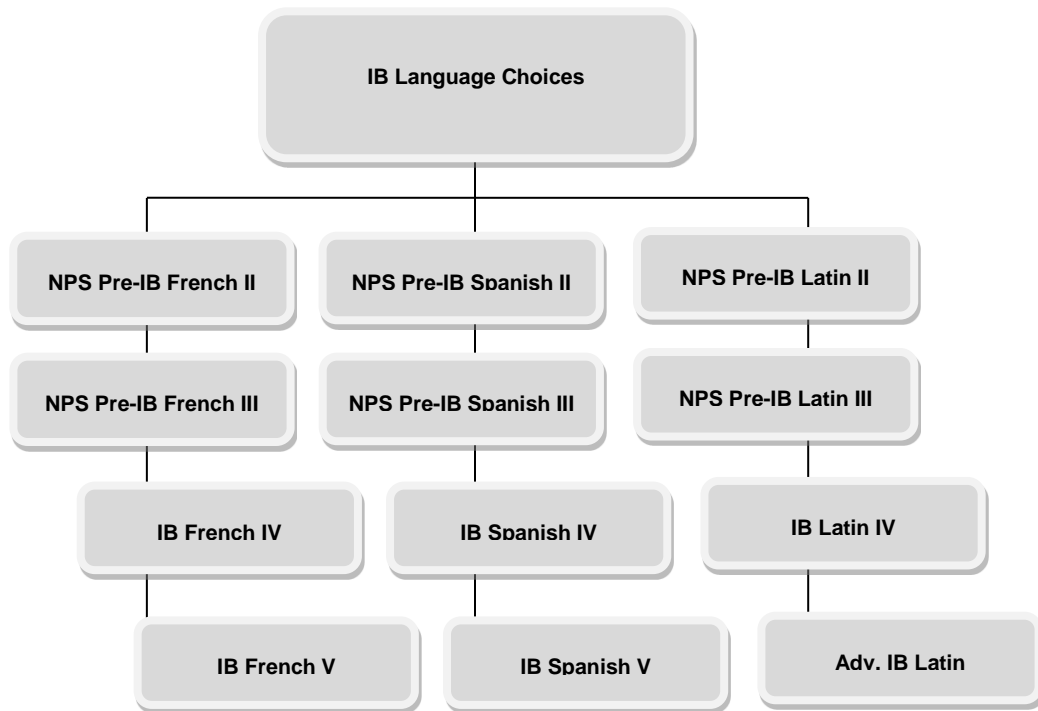 IB Language Choices
NPS Pre-IB French II
NPS Pre-IB Spanish II
NPS Pre-IB Latin II
NPS Pre-IB French III
NPS Pre-IB Spanish III
NPS Pre-IB Latin III
IB French IV
IB Spanish IV
IB Latin IV
IB French V
IB Spanish V
Adv. IB Latin